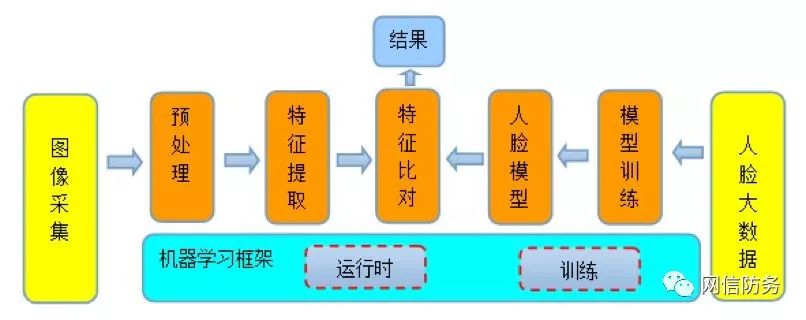 结果
图像采集
预处理
特征提取
特征比对
人脸模型
模型训练
人脸大数据
机器学习框架
运行时
训练
网信防务